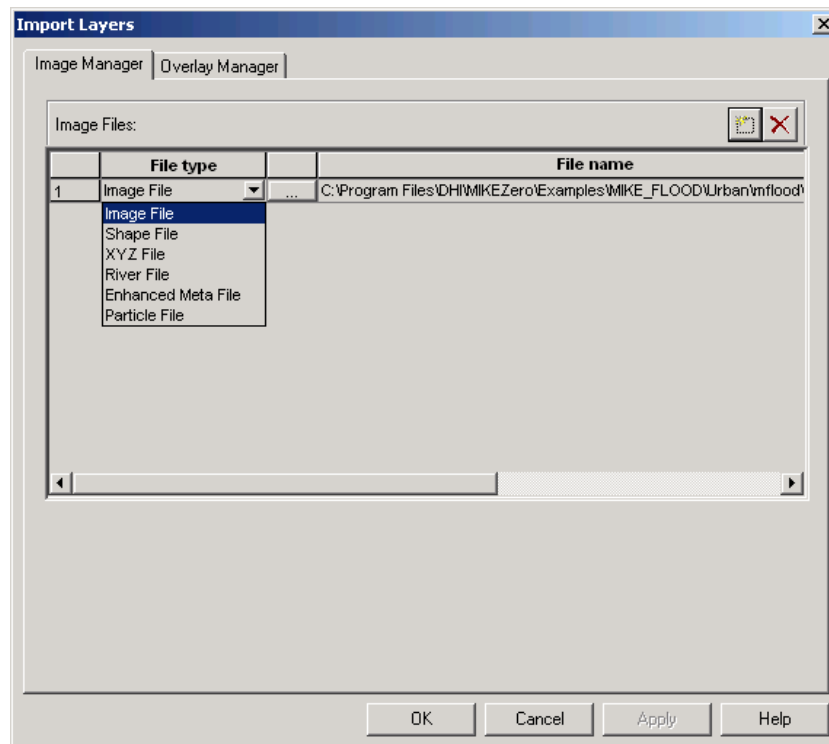 Import Layers
Image Manager Overlay Manager
Image Files:
File type File name
1 Image File ... C:\Program Files\DHI\MIKEZero\Examples\MIKE_FLOOD\Urban\mflood\
Image File
Shape File
XYZ File
River File
Enhanced Meta File
Particle File
OK Cancel Apply Help